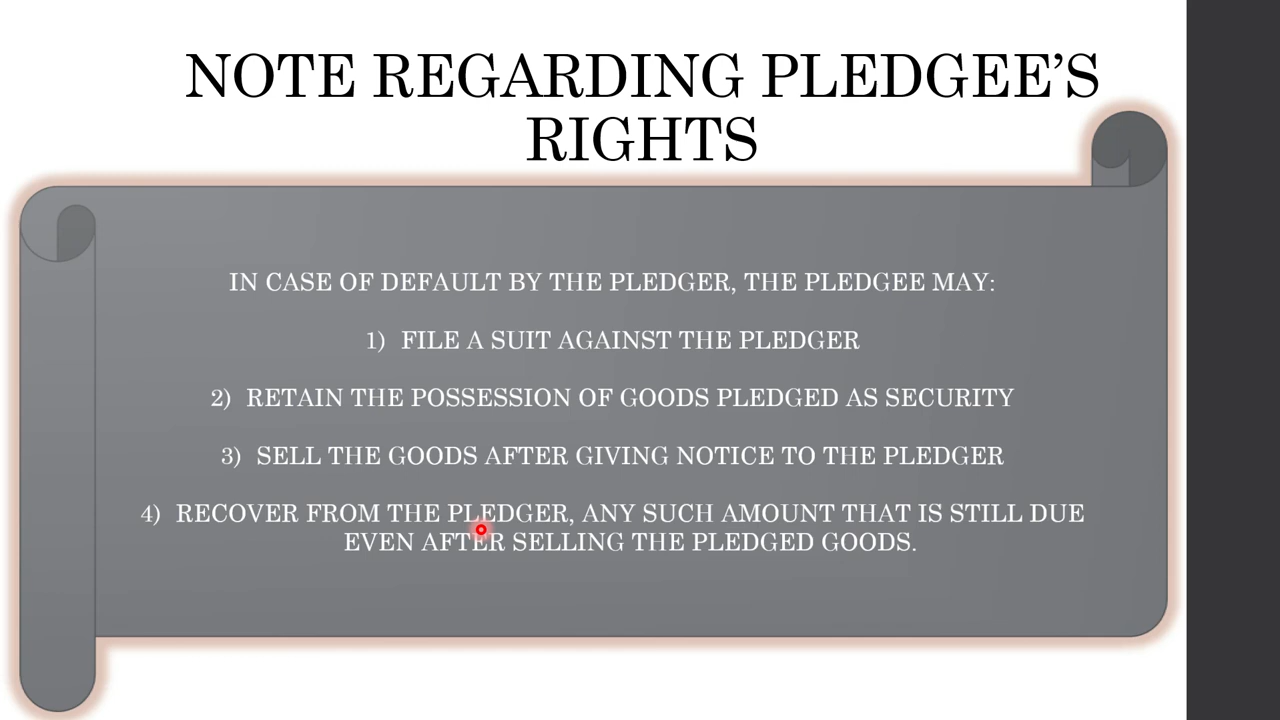 NOTE REGARDING PLEDGEE’S
RIGHTS
IN CASE OF DEFAULT BY THE PLEDGER, THE PLEDGEE MAY:
1) FILE A SUIT AGAINST THE PLEDGER
2) RETAIN THE POSSESSION OF GOODS PLEDGED AS SECURITY
3) SELL THE GOODS AFTER GIVING NOTICE TO THE PLEDGER
4) RECOVER FROM THE PLEDGER, ANY SUCH AMOUNT THAT IS STILL DUE
EVEN AFTER SELLING THE PLEDGED GOODS.